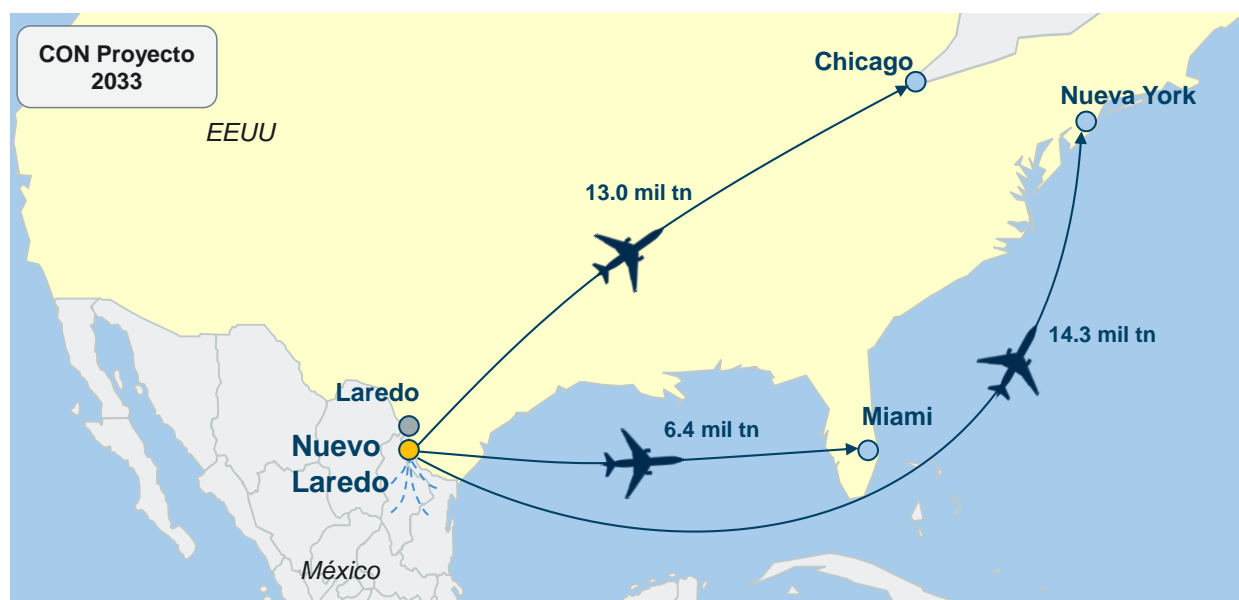 CON Proyecto
2033
EEUU
Chicago
Nueva York
13.0 mil tn
14.3 mil tn
Laredo
Miami
6.4 mil tn
Nuevo
Laredo
México